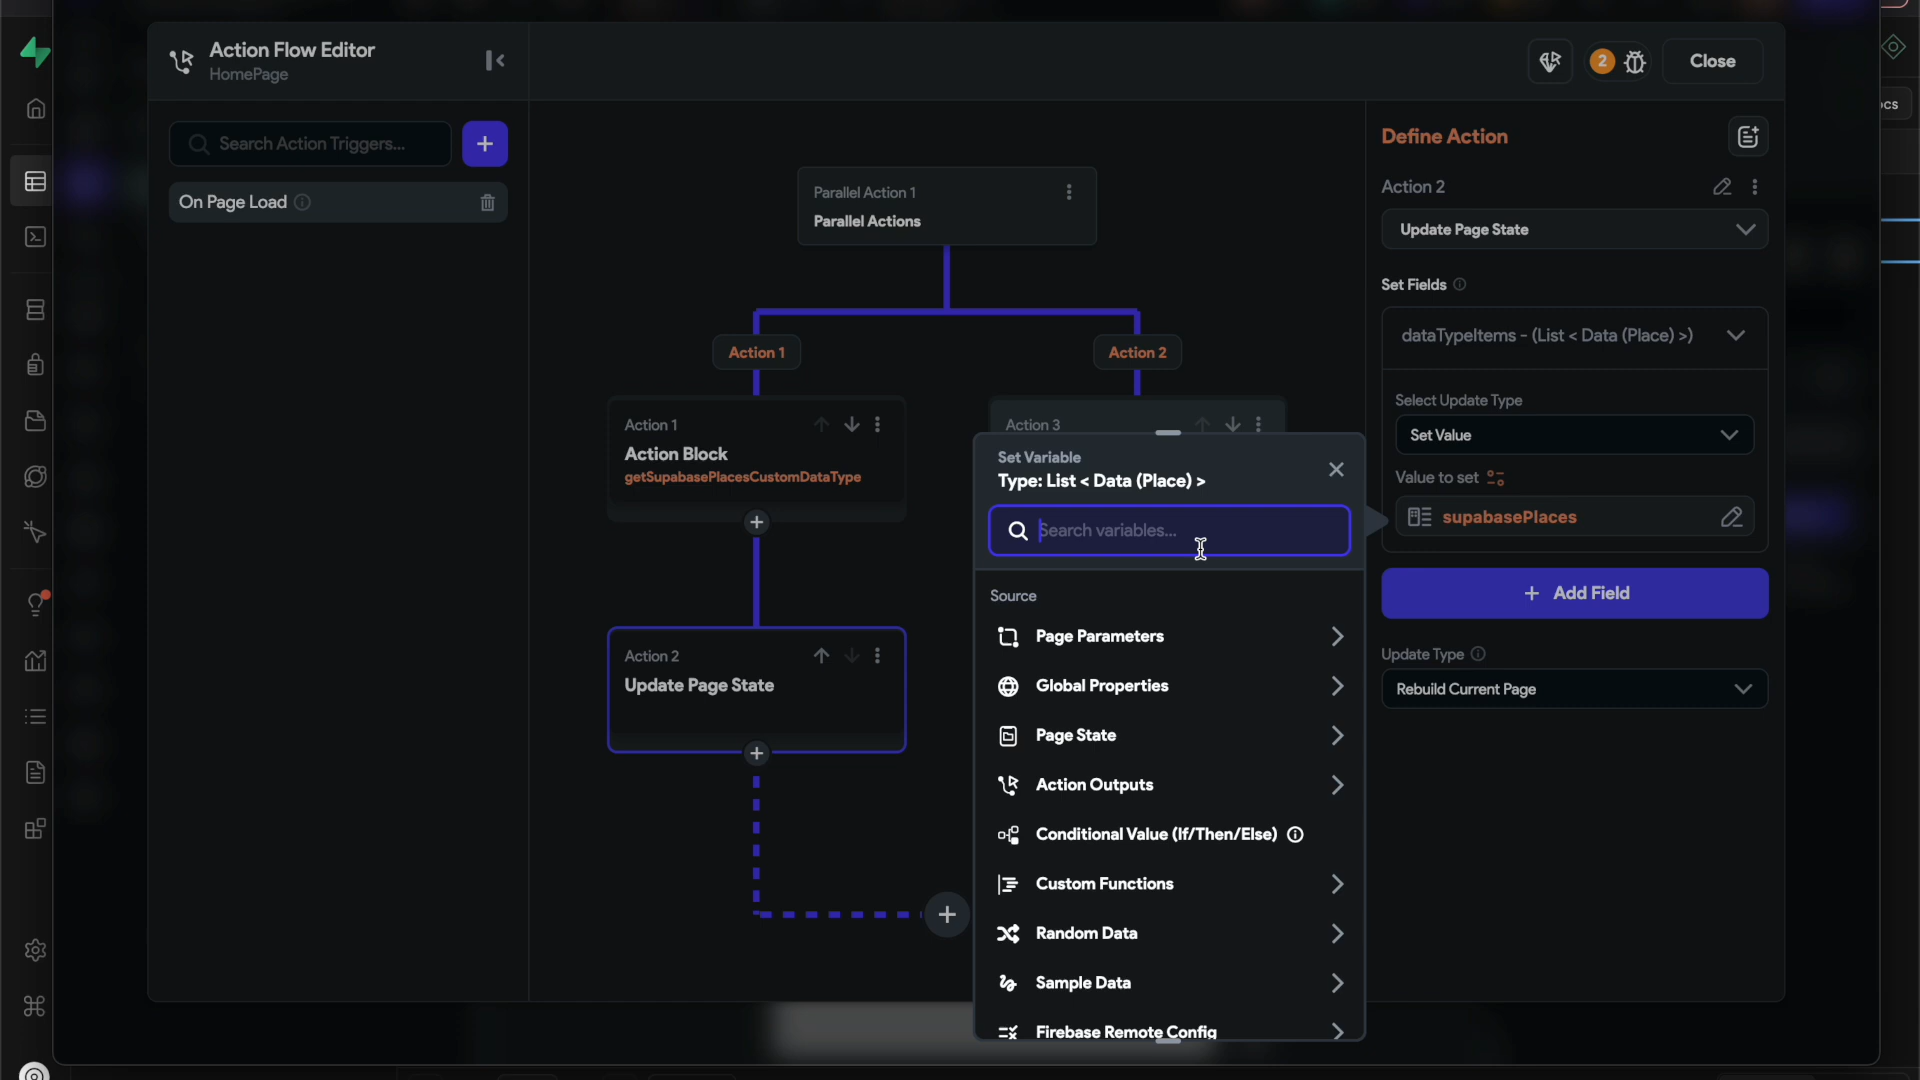 Action Flow Editor
HomePage
2
Close
Search Action Triggers...
On Page Load
Parallel Action 1
Parallel Actions
Action 1
Action 2
Action 1
Action Block
getSupabasePlacesCustomDataType
Action 3
Action 2
Update Page State
Set Variable
Type: List < Data (Place) >
Search variables...
Source
Page Parameters
Global Properties
Page State
Action Outputs
Conditional Value (If/Then/Else)
Custom Functions
Random Data
Sample Data
Firebase Remote Config
Define Action
Action 2
Update Page State
Set Fields
dataTypeItems - (List < Data (Place) >)
Select Update Type
Set Value
Value to set
supabasePlaces
Add Field
Update Type
Rebuild Current Page